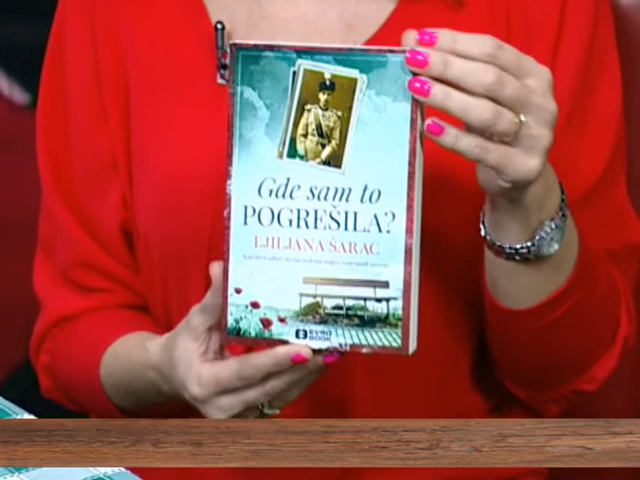 Gde sam to
POGREŠILA?
LJILJANA ŠARAC
EVRO
BOOK